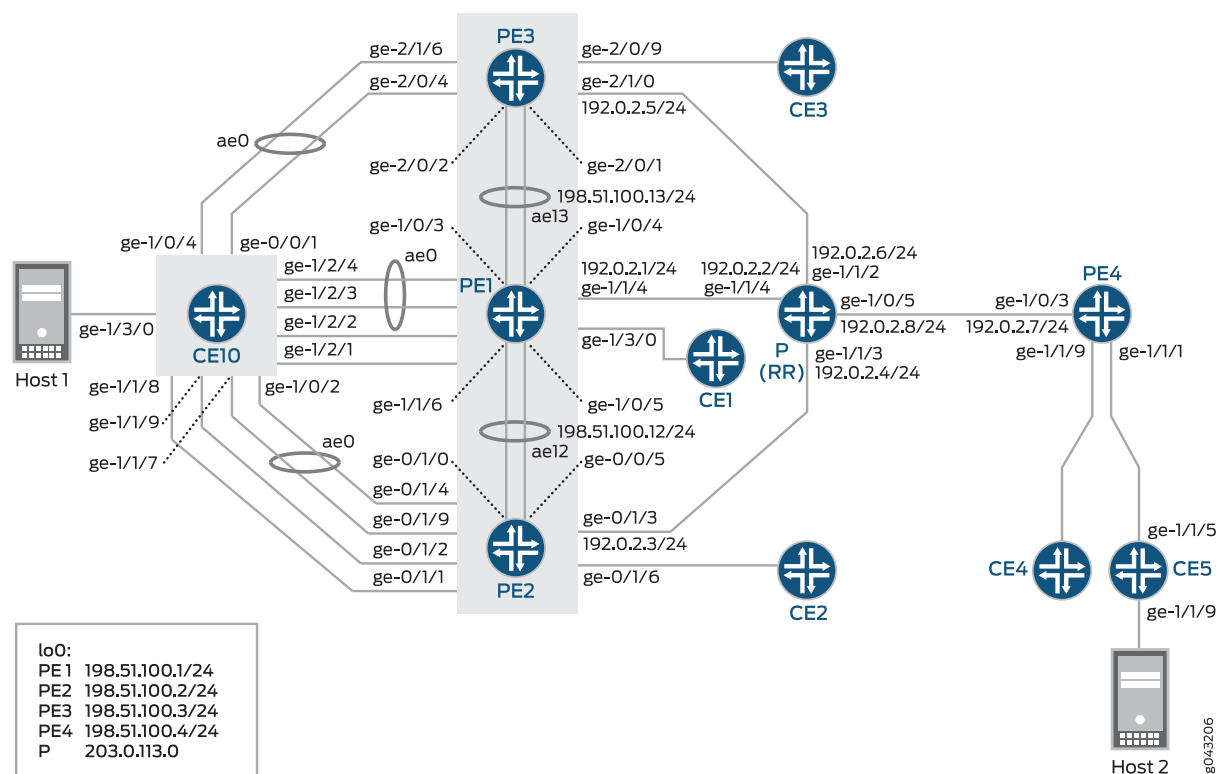 PE3
ge-2/1/6
ge-2/0/9
ge-2/0/4
ge-2/1/0
192.0.2.5/24
CE3
ae0
ge-2/0/2
ge-2/0/1
198.51.100.13/24
ae13
ge-1/0/3
ge-1/0/4
ge-1/0/4
ge-0/0/1
ae0
ge-1/2/4
PE1
192.0.2.1/24
192.0.2.2/24
192.0.2.6/24
ge-1/1/2
PE4
ge-1/2/3
ge-1/1/4
ge-1/1/4
ge-1/0/5
ge-1/0/3
ge-1/3/0
ge-1/2/2
192.0.2.8/24
192.0.2.7/24
CE10
ge-1/2/1
ge-1/3/0
P
(RR)
ge-1/1/3
192.0.2.4/24
ge-1/1/9
ge-1/1/1
Host 1
ge-1/1/8
ge-1/0/2
ge-1/1/6
ge-1/0/5
CE1
ge-1/1/9
ae0
198.51.100.12/24
ae12
ge-1/1/7
ge-0/1/0
ge-0/0/5
ge-0/1/4
ge-0/1/9
ge-0/1/3
192.0.2.3/24
ge-0/1/2
ge-0/1/1
PE2
ge-0/1/6
CE2
ge-1/1/5
CE4
CE5
ge-1/1/9
lo0:
PE1 198.51.100.1/24
PE2 198.51.100.2/24
PE3 198.51.100.3/24
PE4 198.51.100.4/24
P 203.0.113.0
Host 2
g043206